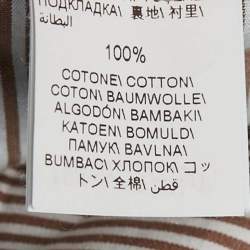 ПОДКЛАДКА\ 裏地\ 衬里\
البطانة
100%
COTONE\ COTTON\
COTON\ BAUMWOLLE\
ALGODÓN\ BAMBAKI\
KATOEN\ BOMULD\
ПАМУК\ BAVLNA\
BUMBAC\ ХЛОПОК\ コッ
トン\ 全棉\ قطن